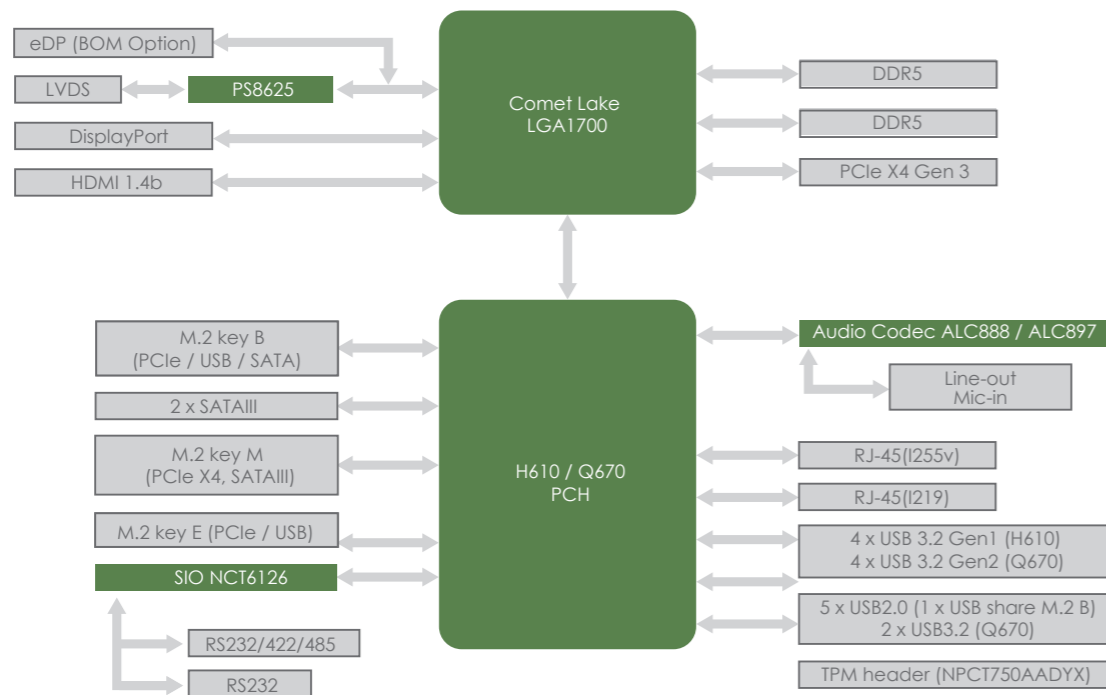 eDP (BOM Option)
LVDS
PS8625
DisplayPort
HDMI 1.4b
Comet Lake
LGA1700
DDR5
DDR5
PCIe X4 Gen 3
M.2 key B
(PCIe / USB / SATA)
2 x SATAIII
M.2 key M
(PCIe X4, SATAIII)
M.2 key E (PCIe / USB)
SIO NCT6126
RS232/422/485
RS232
H610 / Q670
PCH
Audio Codec ALC888 / ALC897
Line-out
Mic-in
RJ-45(I255v)
RJ-45(I219)
4 x USB 3.2 Gen1 (H610)
4 x USB 3.2 Gen2 (Q670)
5 x USB2.0 (1 x USB share M.2 B)
2 x USB3.2 (Q670)
TPM header (NPCT750AADYX)